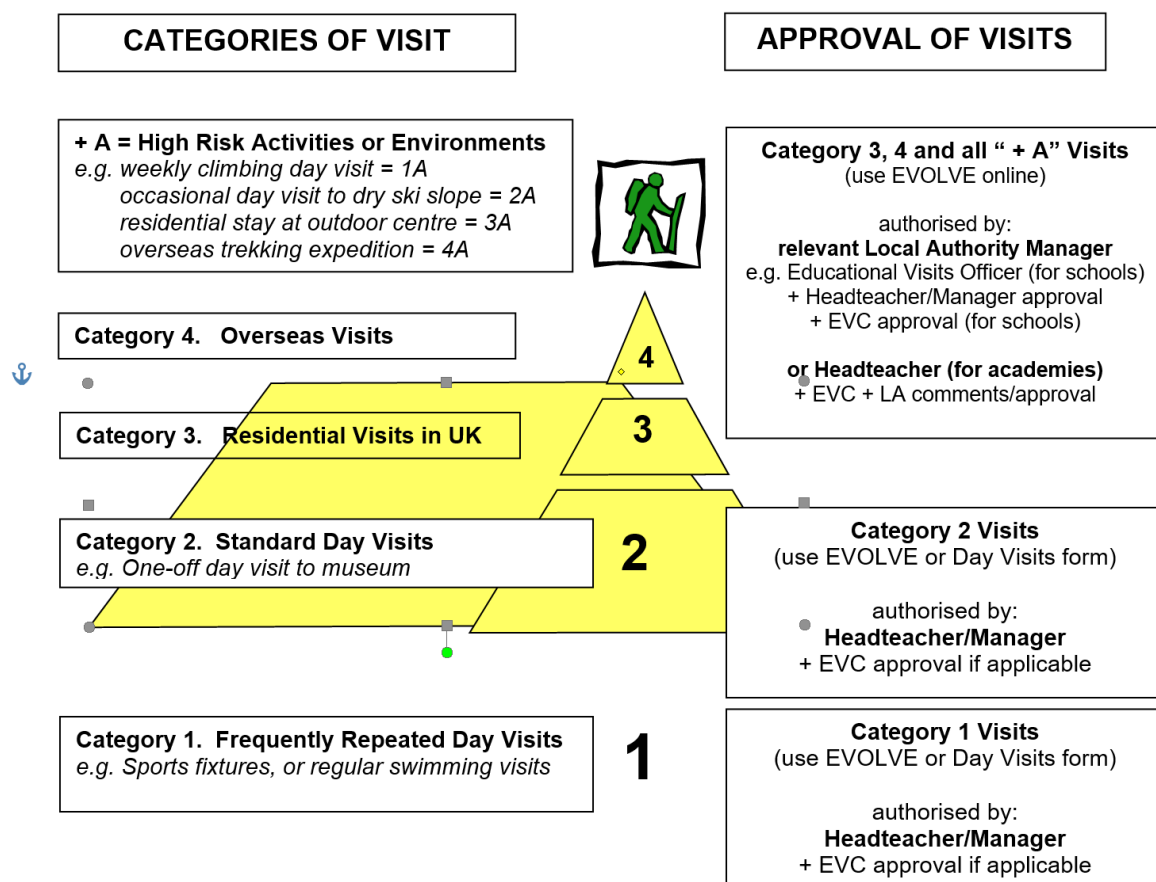 CATEGORIES OF VISIT
APPROVAL OF VISITS
+ A = High Risk Activities or Environments
e.g. weekly climbing day visit = 1A
occasional day visit to dry ski slope = 2A
residential stay at outdoor centre = 3A
overseas trekking expedition = 4A
Category 4.   Overseas Visits
Category 3.   Residential Visits in UK
Category 2.  Standard Day Visits
e.g. One-off day visit to museum
Category 1.  Frequently Repeated Day Visits
e.g. Sports fixtures, or regular swimming visits
4
3
2
1
Category 3, 4 and all “ + A” Visits
(use EVOLVE online)
authorised by:
relevant Local Authority Manager
e.g. Educational Visits Officer (for schools)
+ Headteacher/Manager approval
+ EVC approval (for schools)
or Headteacher (for academies)
+ EVC + LA comments/approval
Category 2 Visits
(use EVOLVE or Day Visits form)
authorised by:
Headteacher/Manager
+ EVC approval if applicable
Category 1 Visits
(use EVOLVE or Day Visits form)
authorised by:
Headteacher/Manager
+ EVC approval if applicable